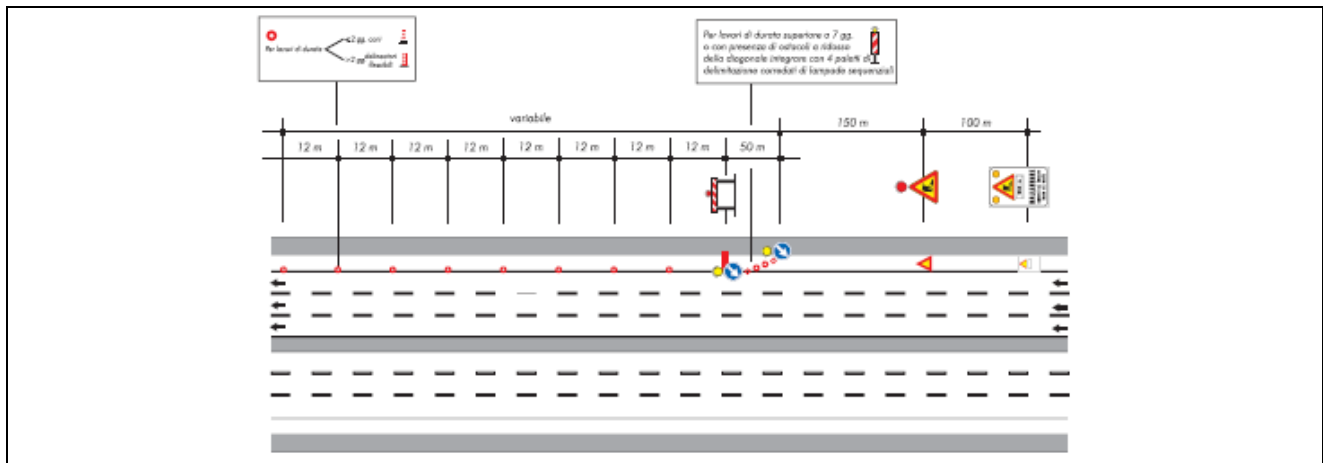 Per lavori di durata
≤2 gg. coni
>2 gg delineatori
flessibili
Per lavori di durata superiore a 7 gg.
o con presenza di ostacoli a ridosso
della diagonale integrare con 4 paletti di
delimitazione corredati di lampade sequenziali
variabile
150 m
100 m
12 m
12 m
12 m
12 m
12 m
12 m
12 m
12 m
50 m